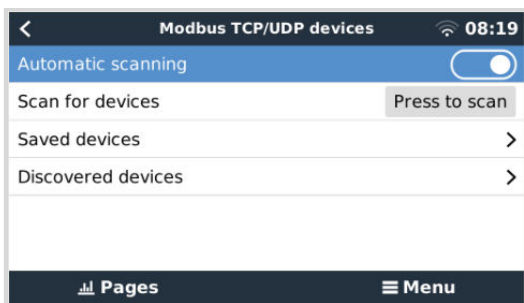 Modbus TCP/UDP devices 08:19
Automatic scanning
Scan for devices Press to scan
Saved devices
Discovered devices
Pages Menu